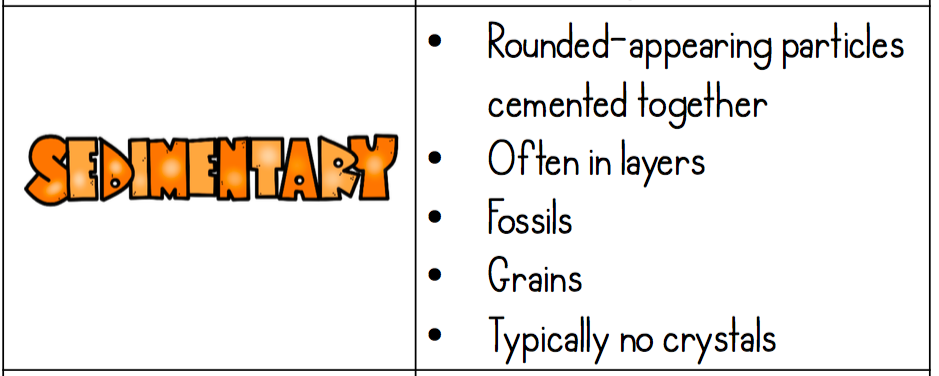 SEDIMENTARY
• Rounded-appearing particles
cemented together
• Often in layers
• Fossils
• Grains
• Typically no crystals